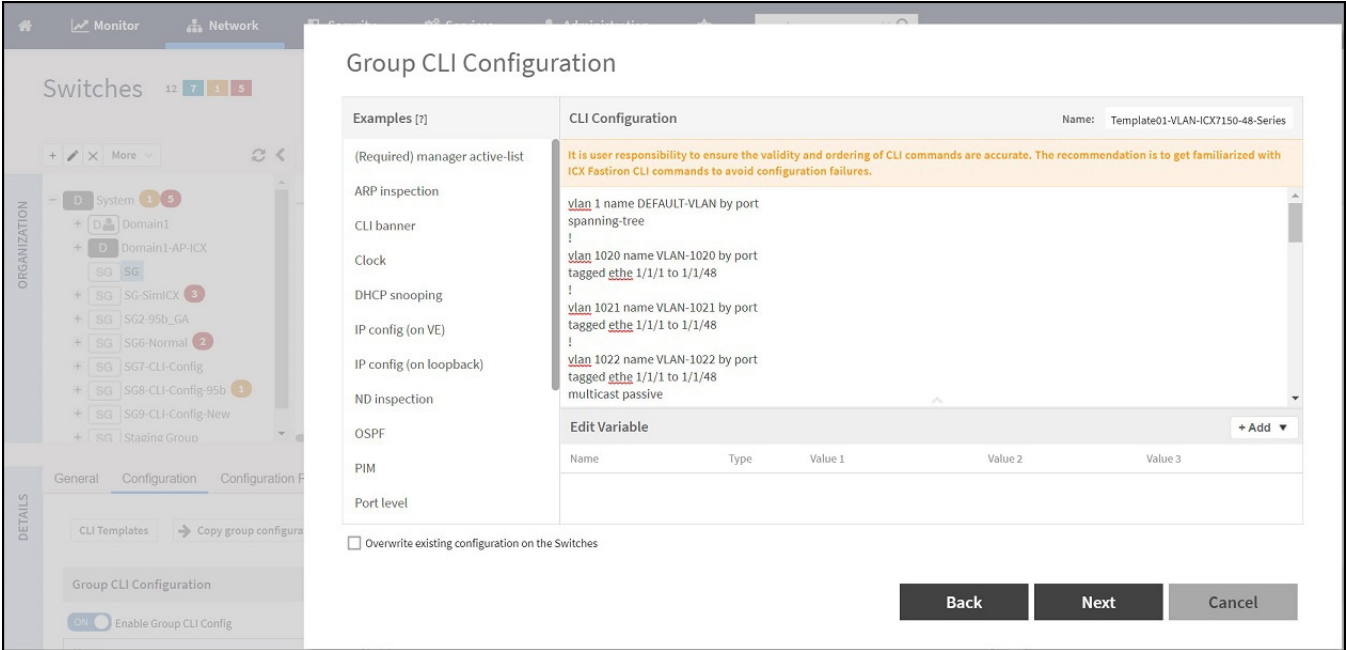 Monitor
Network
Group CLI Configuration
Switches 12 7 1 5
Examples [?]
CLI Configuration
Name: Template01-VLAN-ICX7150-48-Series
+ More
(Required) manager active-list
ARP inspection
CLI banner
Clock
DHCP snooping
IP config (on VE)
IP config (on loopback)
ND inspection
OSPF
PIM
Port level
It is user responsibility to ensure the validity and ordering of CLI commands are accurate. The recommendation is to get familiarized with
ICX Fastiron CLI commands to avoid configuration failures.
vlan 1 name DEFAULT-VLAN by port
spanning-tree
!
vlan 1020 name VLAN-1020 by port
tagged ethe 1/1/1 to 1/1/48
!
vlan 1021 name VLAN-1021 by port
tagged ethe 1/1/1 to 1/1/48
!
vlan 1022 name VLAN-1022 by port
tagged ethe 1/1/1 to 1/1/48
multicast passive
Edit Variable
+ Add
Name Type Value 1 Value 2 Value 3
ORGANIZATION
D System 1 5
+ D Domain1
+ D Domain1-AP-ICX
SG SG
+ SG SG-SimICX 3
+ SG SG2-95b_GA
+ SG SG6-Normal 2
+ SG SG7-CLI-Config
+ SG SG8-CLI-Config-95b 1
+ SG SG9-CLI-Config-New
+ SG Staging Group
DETAILS
General Configuration Configuration
CLI Templates Copy group
Group CLI Configuration
ON Enable Group CLI Config
Overwrite existing configuration on the Switches
Back
Next
Cancel